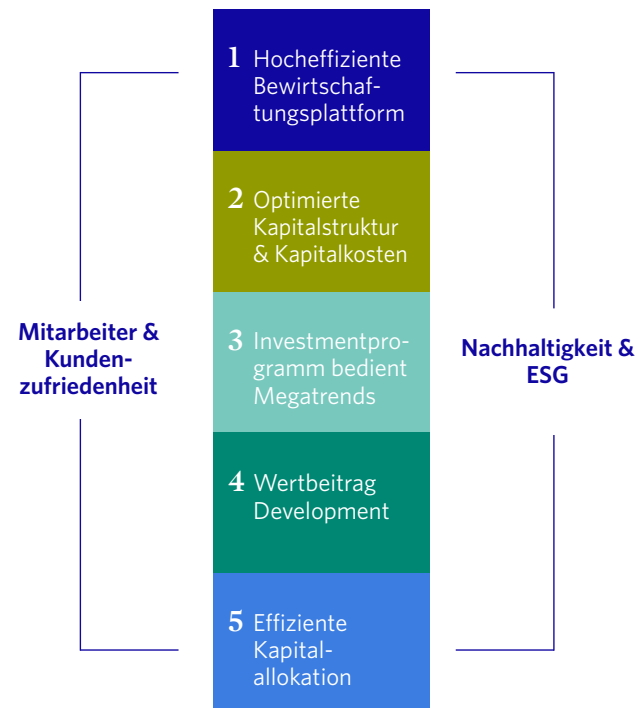 1 Hocheffiziente
Bewirtschaf-
tungsplattform
2 Optimierte
Kapitalstruktur
& Kapitalkosten
Mitarbeiter &
Kunden-
zufriedenheit
3 Investmentpro-
gramm bedient
Megatrends
Nachhaltigkeit &
ESG
4 Wertbeitrag
Development
5 Effiziente
Kapital-
allokation